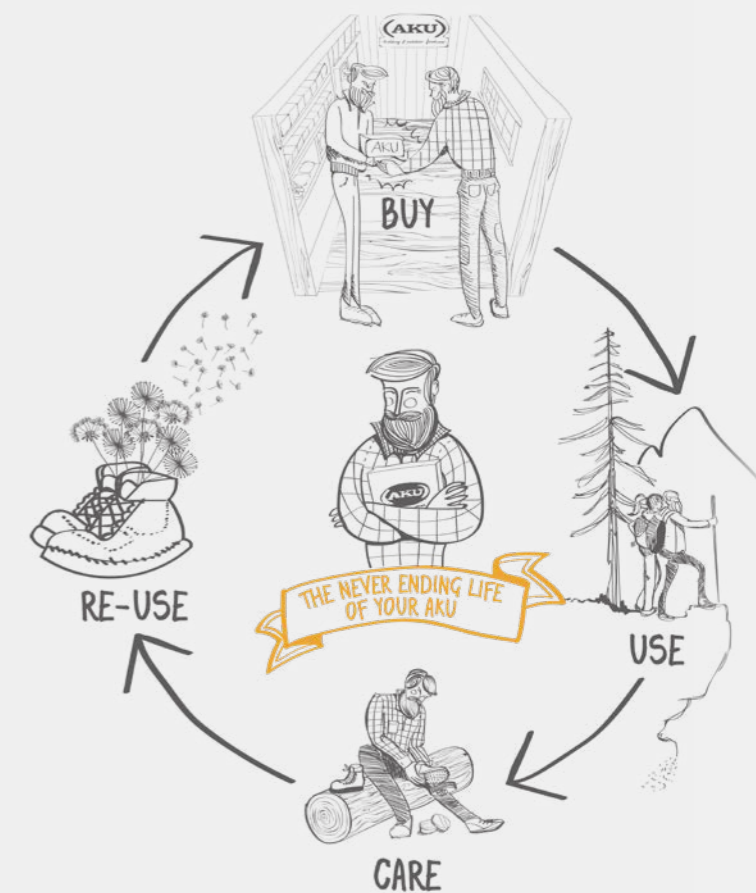 AKU
AKU
BUY
AKU
THE NEVER ENDING LIFE
OF YOUR AKU
RE-USE
USE
CARE